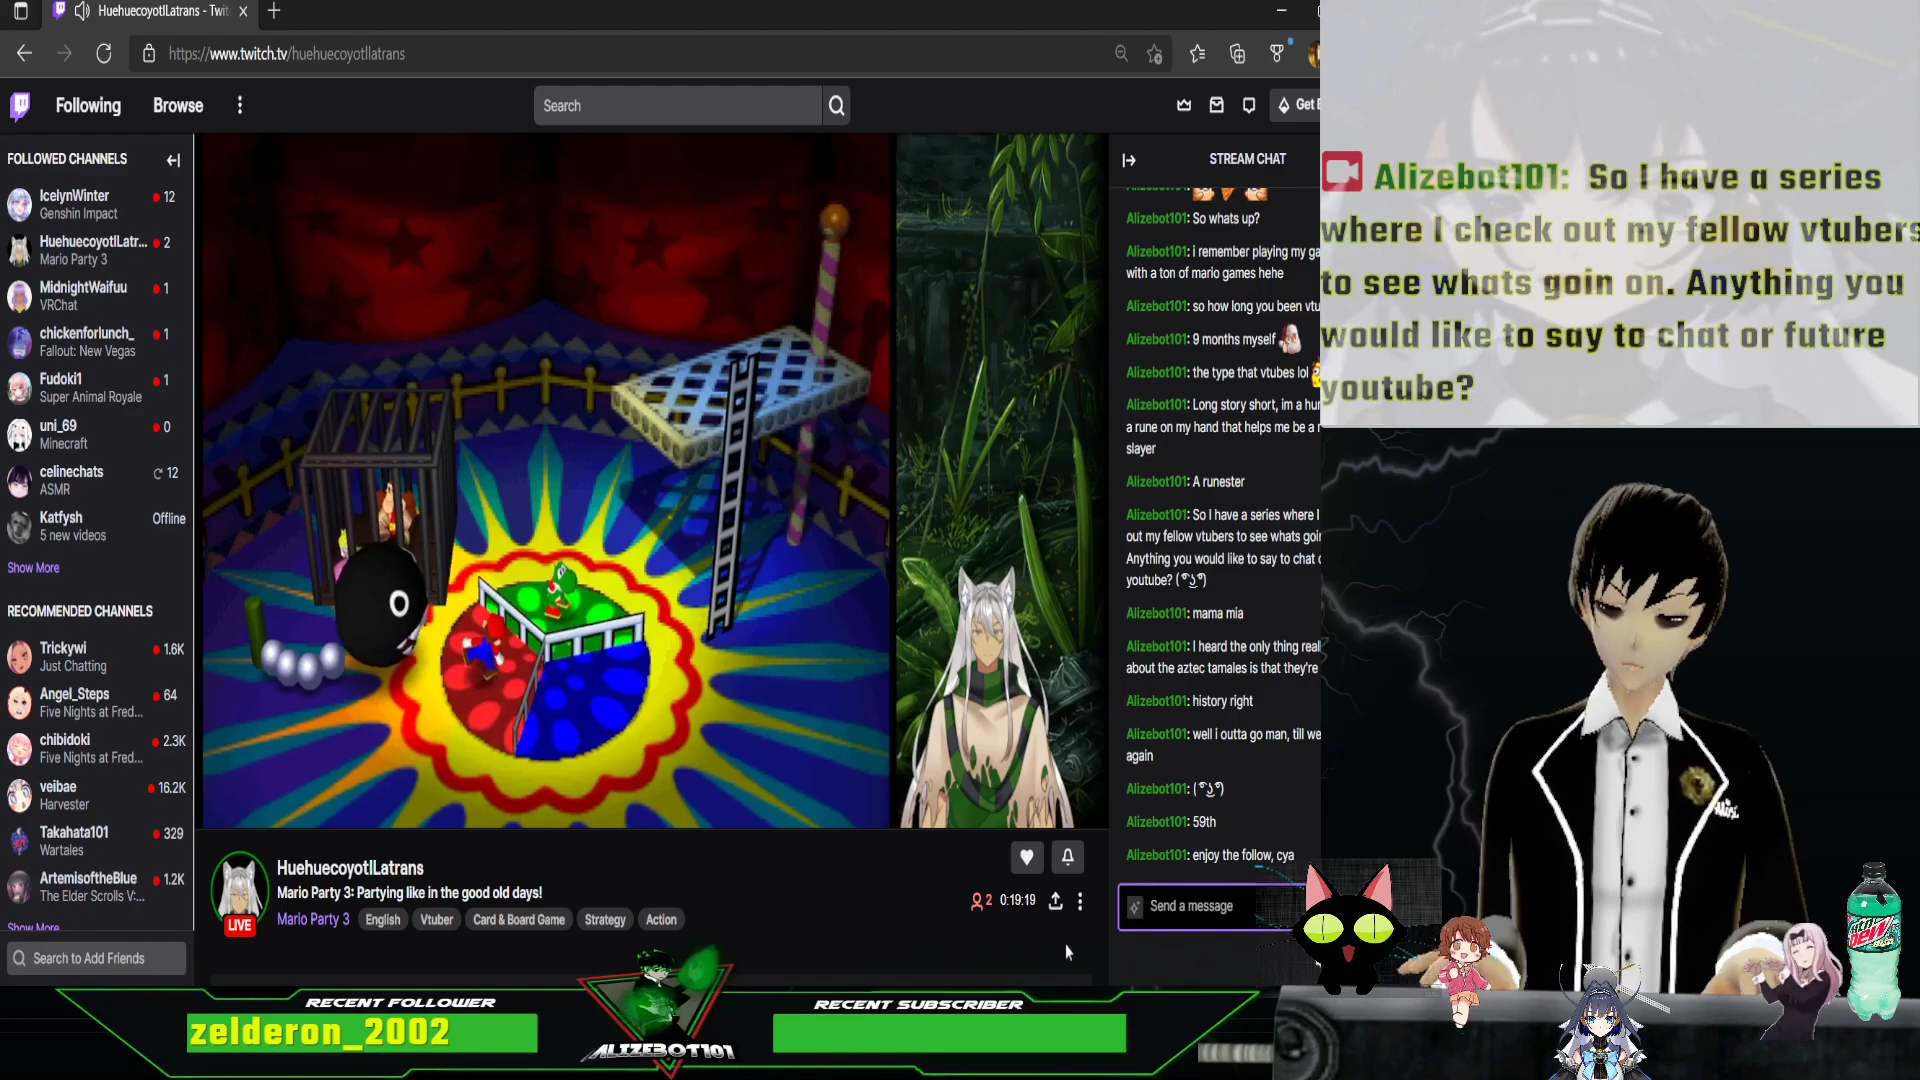 HuehuecoyotlLatrans - Twit
https://www.twitch.tv/huehuecoyotllatrans
Following
Browse
Search
Get
FOLLOWED CHANNELS
IcelynWinter
12
Genshin Impact
HuehuecoyotlLatr...
2
Mario Party 3
MidnightWaifuu
1
VRChat
chickenforlunch_
1
Fallout: New Vegas
Fudoki1
1
Super Animal Royale
uni_69
0
Minecraft
celinechats
12
ASMR
Katfysh
Offline
5 new videos
Show More
RECOMMENDED CHANNELS
Trickywi
1.6K
Just Chatting
Angel_Steps
64
Five Nights at Fred...
chibidoki
2.3K
Five Nights at Fred...
veibae
16.2K
Harvester
Takahata101
329
Wartales
ArtemisoftheBlue
1.2K
The Elder Scrolls V:...
Show More
Search to Add Friends
HuehuecoyotlLatrans
Mario Party 3: Partying like in the good old days!
Mario Party 3
English
Vtuber
Card & Board Game
Strategy
Action
LIVE
2
0:19:19
STREAM CHAT
Alizebot101:
Alizebot101: So whats up?
Alizebot101: i remember playing my ga
with a ton of mario games hehe
Alizebot101: so how long you been vtu
Alizebot101: 9 months myself
Alizebot101: the type that vtubes lol
Alizebot101: Long story short, im a hu
a rune on my hand that helps me be a
slayer
Alizebot101: A runester
Alizebot101: So I have a series where I
out my fellow vtubers to see whats goi
Anything you would like to say to chat o
youtube? ( ͡° ͜ʖ ͡°)
Alizebot101: mama mia
Alizebot101: I heard the only thing real
about the aztec tamales is that they're
Alizebot101: history right
Alizebot101: well i outta go man, till we
again
Alizebot101: ( ͡° ͜ʖ ͡°)
Alizebot101: 59th
Alizebot101: enjoy the follow, cya
Send a message
Alizebot101: So I have a series
where I check out my fellow vtubers
to see whats goin on. Anything you
would like to say to chat or future
youtube?
RECENT FOLLOWER
zelderon_2002
ALIZEBOT101
RECENT SUBSCRIBER
Mtn
DEW